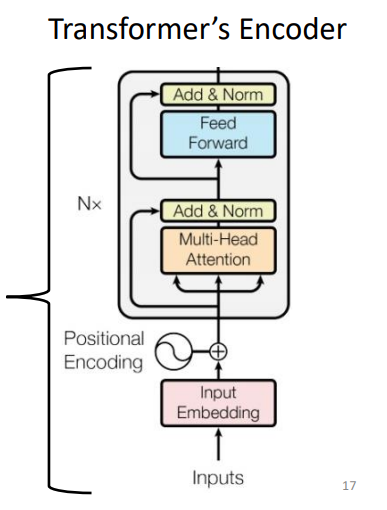 Transformer's Encoder
Add & Norm
Feed
Forward
Nx
Add & Norm
Multi-Head
Attention
Positional
Encoding
Input
Embedding
Inputs
17